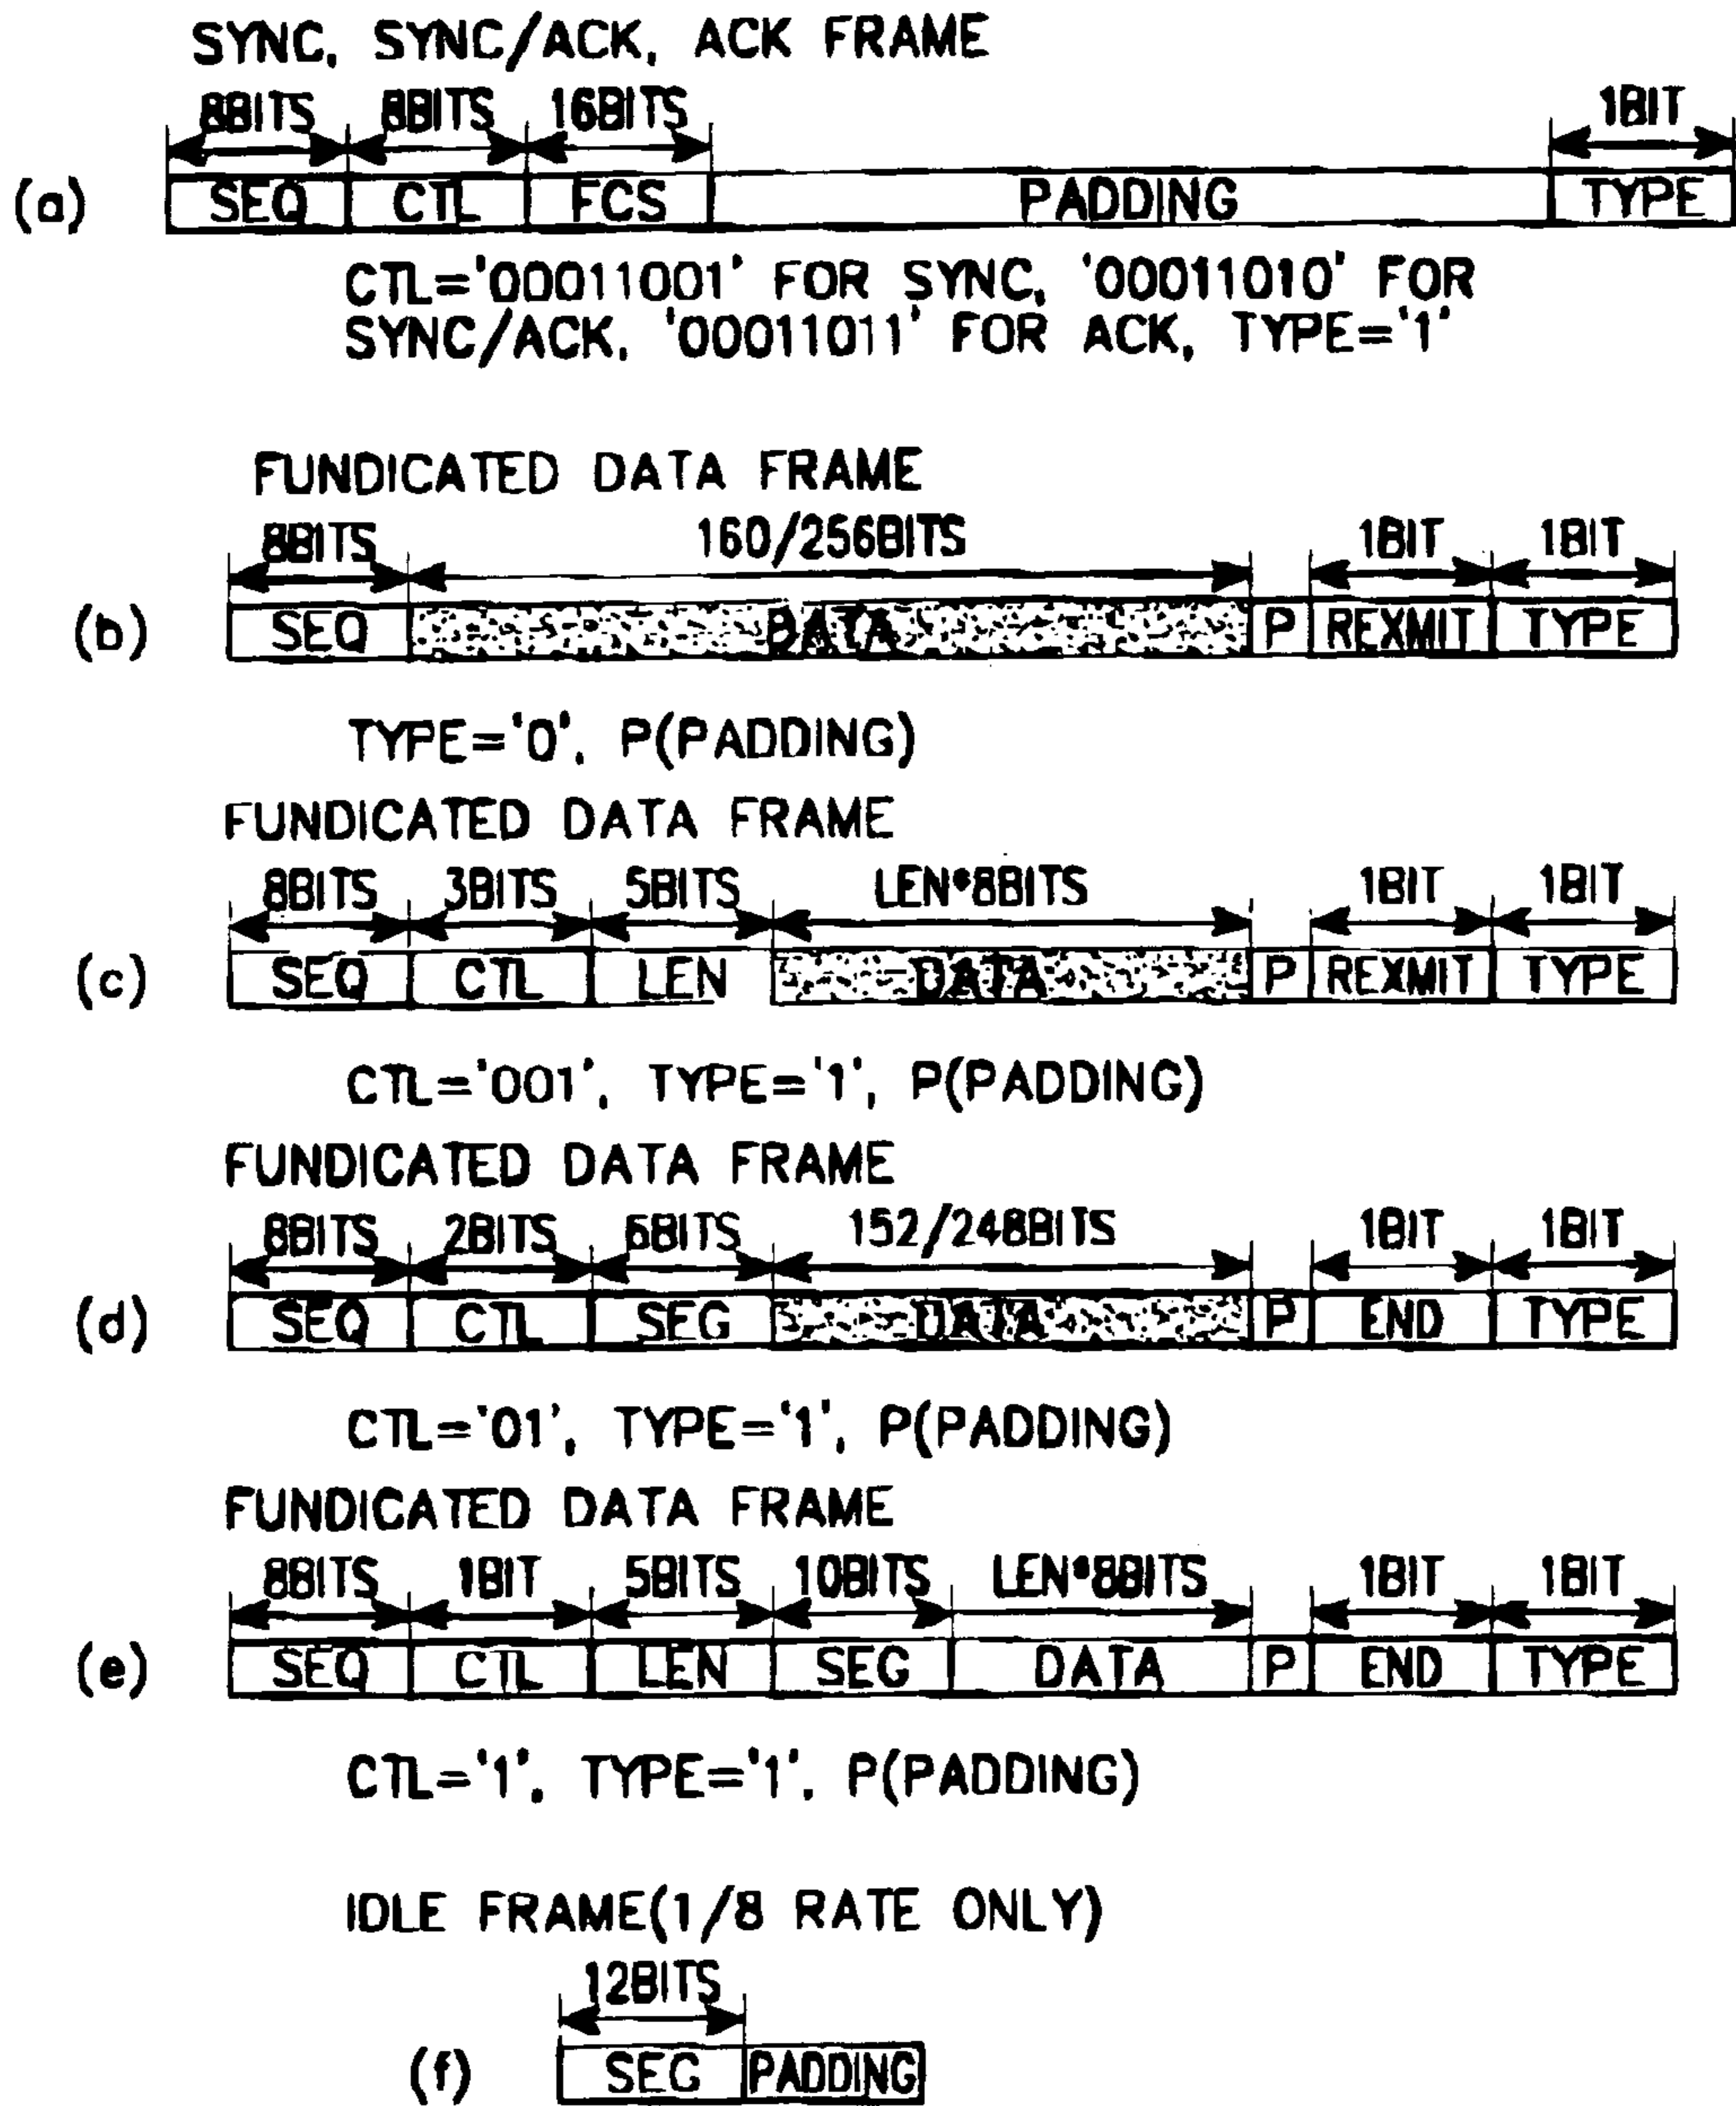 SYNC, SYNC/ACK, ACK FRAME
8BITS 8BITS 16BITS 1BIT
(a) SEQ CTL FCS PADDING TYPE
CTL='00011001' FOR SYNC, '00011010' FOR
SYNC/ACK, '00011011' FOR ACK, TYPE='1'
FUNDICATED DATA FRAME
8BITS 160/256BITS 1BIT 1BIT
(b) SEQ DATA P REXMIT TYPE
TYPE='0', P(PADDING)
FUNDICATED DATA FRAME
8BITS 3BITS 5BITS LEN*8BITS 1BIT 1BIT
(c) SEQ CTL LEN DATA P REXMIT TYPE
CTL='001', TYPE='1', P(PADDING)
FUNDICATED DATA FRAME
8BITS 2BITS 6BITS 152/248BITS 1BIT 1BIT
(d) SEQ CTL SEG DATA P END TYPE
CTL='01', TYPE='1', P(PADDING)
FUNDICATED DATA FRAME
8BITS 1BIT 5BITS 10BITS LEN*8BITS 1BIT 1BIT
(e) SEQ CTL LEN SEG DATA P END TYPE
CTL='1', TYPE='1', P(PADDING)
IDLE FRAME(1/8 RATE ONLY)
12BITS
(f) SEG PADDING